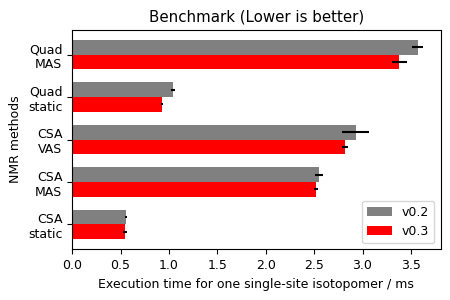 Benchmark (Lower is better)
NMR methods
Quad
MAS
Quad
static
CSA
VAS
CSA
MAS
CSA
static
v0.2
v0.3
0.0 0.5 1.0 1.5 2.0 2.5 3.0 3.5
Execution time for one single-site isotopomer / ms